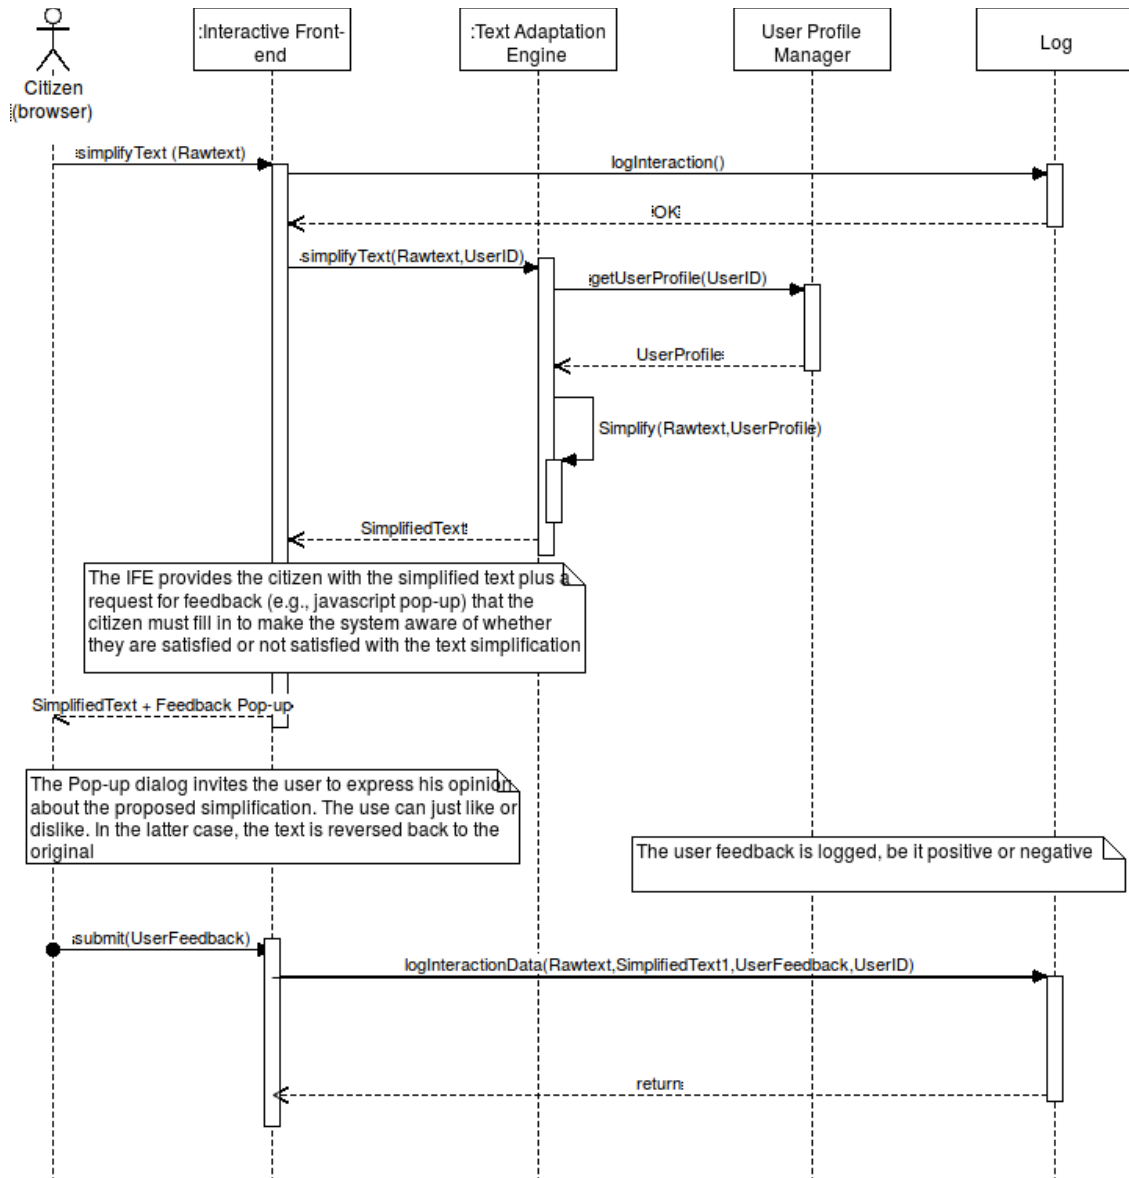 :Interactive Front-
end
:Text Adaptation
Engine
User Profile
Manager
Log
Citizen
(browser)
simplifyText (Rawtext)
logInteraction()
OK
simplifyText(Rawtext,UserID)
getUserProfile(UserID)
UserProfile
Simplify(Rawtext,UserProfile)
SimplifiedText
The IFE provides the citizen with the simplified text plus a
request for feedback (e.g., javascript pop-up) that the
citizen must fill in to make the system aware of whether
they are satisfied or not satisfied with the text simplification
SimplifiedText + Feedback Pop-up
The Pop-up dialog invites the user to express his opinion
about the proposed simplification. The use can just like or
dislike. In the latter case, the text is reversed back to the
original
The user feedback is logged, be it positive or negative
submit(UserFeedback)
logInteractionData(Rawtext,SimplifiedText1,UserFeedback,UserID)
return